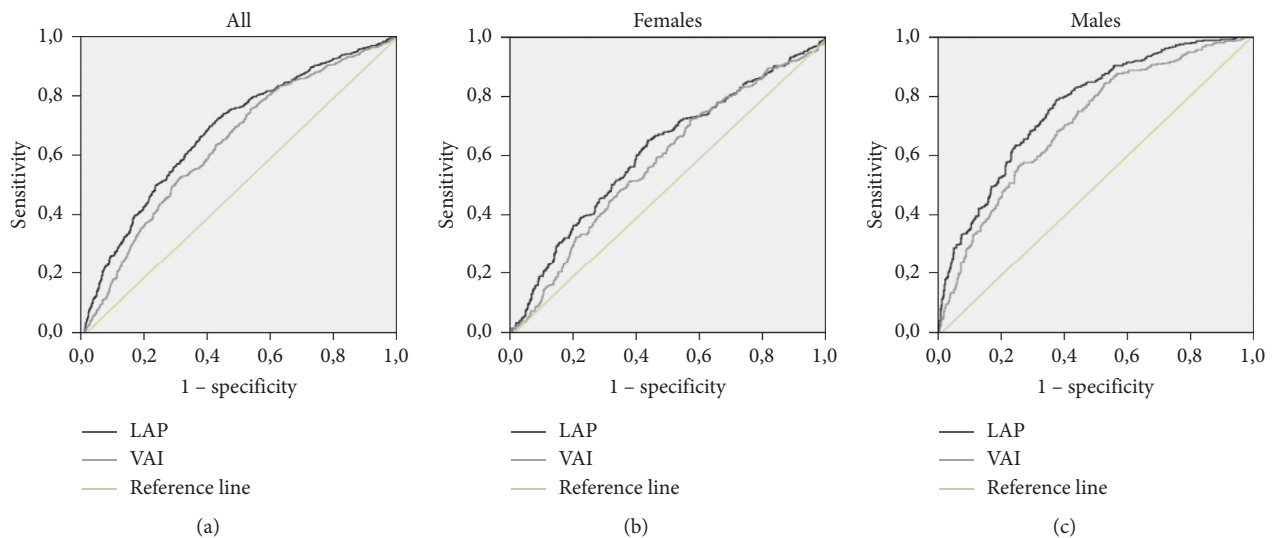 All
Sensitivity
1,0
0,8
0,6
0,4
0,2
0,0
0,0 0,2 0,4 0,6 0,8 1,0
1 – specificity
LAP
VAI
Reference line
(a)
Females
Sensitivity
1,0
0,8
0,6
0,4
0,2
0,0
0,0 0,2 0,4 0,6 0,8 1,0
1 – specificity
LAP
VAI
Reference line
(b)
Males
Sensitivity
1,0
0,8
0,6
0,4
0,2
0,0
0,0 0,2 0,4 0,6 0,8 1,0
1 – specificity
LAP
VAI
Reference line
(c)